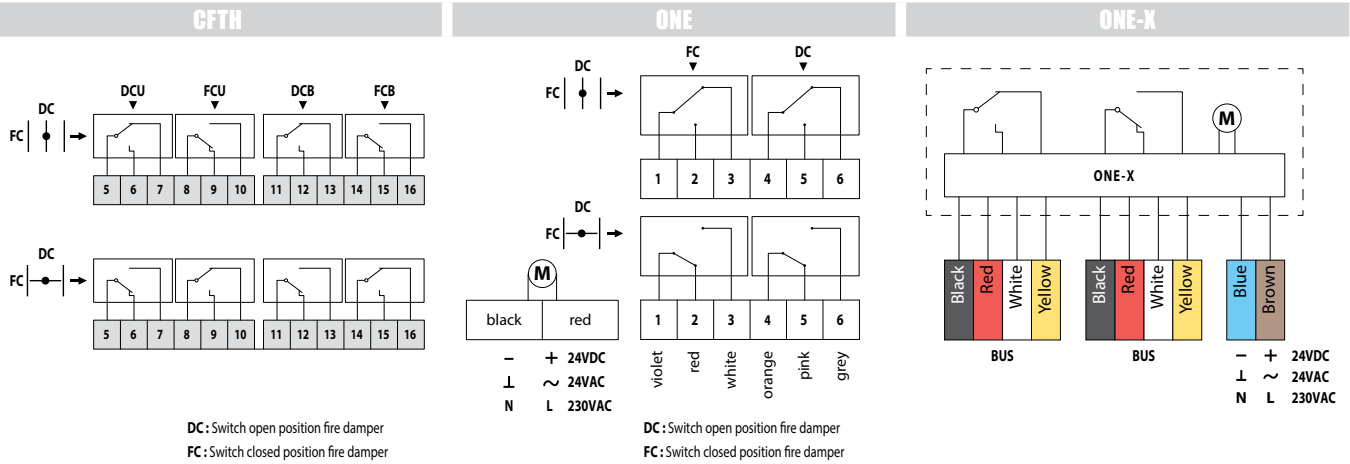 CFTH
DC
FC
DCU FCU DCB FCB
5 6 7 8 9 10 11 12 13 14 15 16
DC
FC
5 6 7 8 9 10 11 12 13 14 15 16
DC : Switch open position fire damper
FC : Switch closed position fire damper
ONE
FC DC
DC
FC
1 2 3 4 5 6
DC
FC
M
black red
1 2 3 4 5 6
violet red white orange pink grey
– + 24VDC
⊥ ~ 24VAC
N L 230VAC
DC : Switch open position fire damper
FC : Switch closed position fire damper
ONE-X
M
ONE-X
Black Red White Yellow Black Red White Yellow Blue Brown
BUS BUS
– + 24VDC
⊥ ~ 24VAC
N L 230VAC